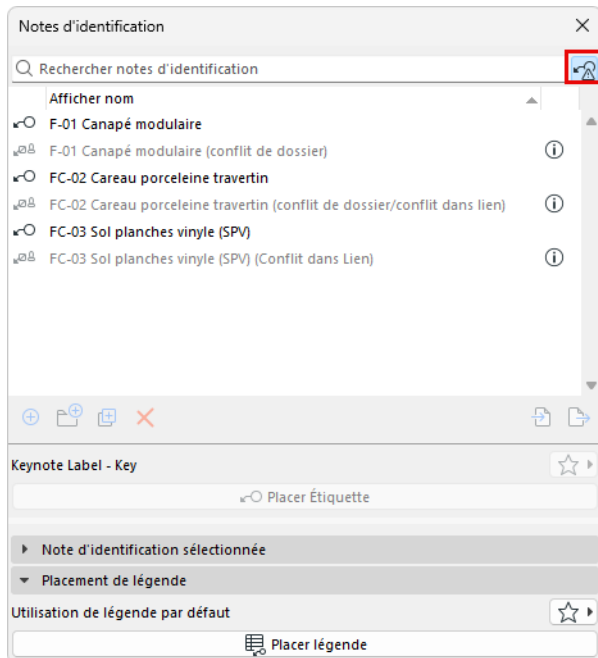 Notes d'identification
Rechercher notes d'identification
Afficher nom
F-01 Canapé modulaire
F-01 Canapé modulaire (conflit de dossier)
FC-02 Careau porceleine travertin
FC-02 Careau porceleine travertin (conflit de dossier/conflit dans lien)
FC-03 Sol planches vinyle (SPV)
FC-03 Sol planches vinyle (SPV) (Conflit dans Lien)
Keynote Label - Key
Placer Étiquette
Note d'identification sélectionnée
Placement de légende
Utilisation de légende par défaut
Placer légende